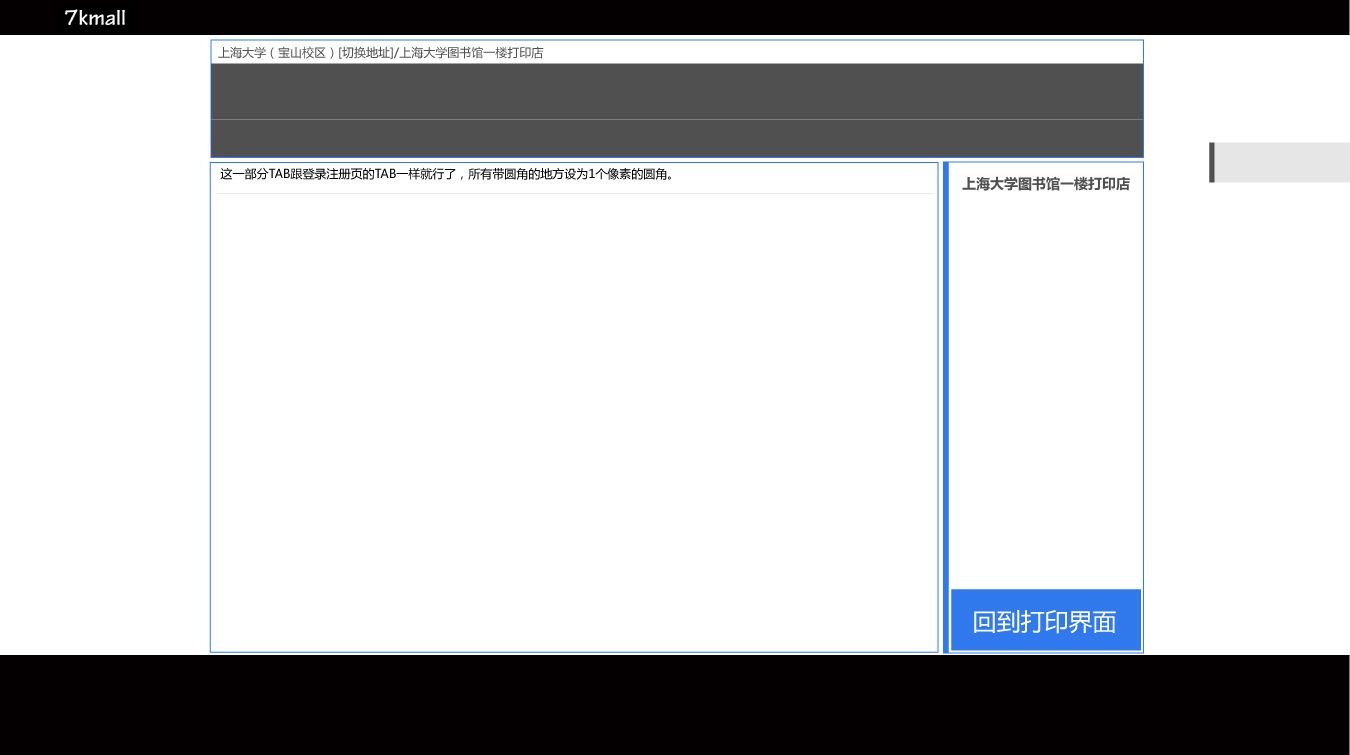 7kmall
上海大学（宝山校区）[切换地址]/上海大学图书馆一楼打印店
这一部分TAB跟登录注册页的TAB一样就行了，所有带圆角的地方设为1个像素的圆角。
上海大学图书馆一楼打印店
回到打印界面